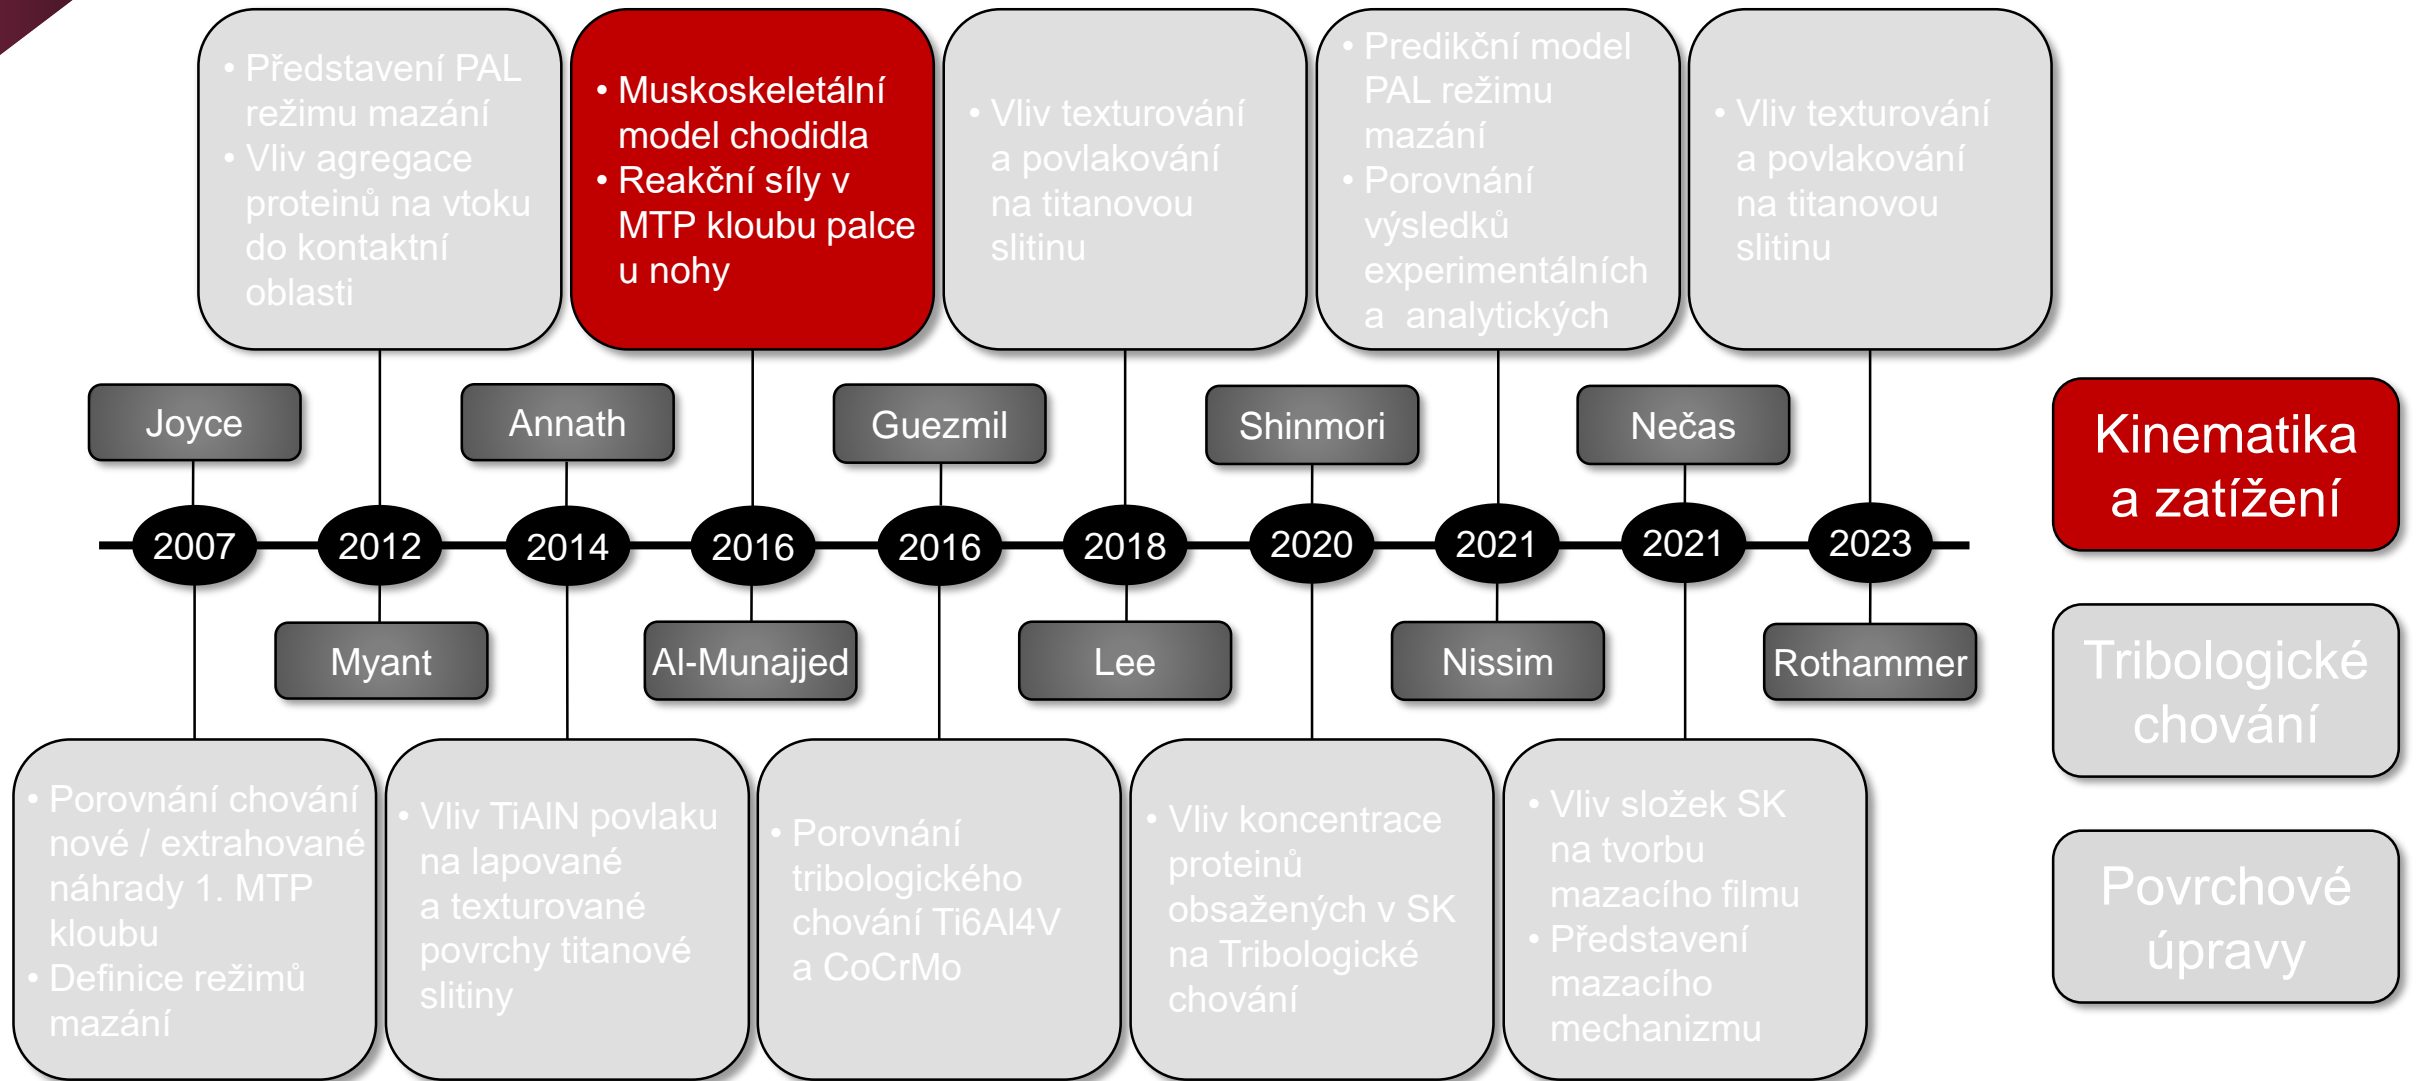 • Představení PAL
režimu mazání
• Vliv agregace
proteinů na vtoku
do kontaktní
oblasti
• Muskoskeletální
model chodidla
• Reakční síly v
MTP kloubu palce
u nohy
• Vliv texturování
a povlakování
na titanovou
slitinu
• Predikční model
PAL režimu
mazání
• Porovnání
výsledků
experimentálních
a analytických
• Vliv texturování
a povlakování
na titanovou
slitinu
Joyce
Annath
Guezmil
Shinmori
Nečas
2007
2012
2014
2016
2016
2018
2020
2021
2021
2023
Myant
Al-Munajjed
Lee
Nissim
Rothammer
• Porovnání chování
nové / extrahované
náhrady 1. MTP
kloubu
• Definice režimů
mazání
• Vliv TiAlN povlaku
na lapované
a texturované
povrchy titanové
slitiny
• Porovnání
tribologického
chování Ti6Al4V
a CoCrMo
• Vliv koncentrace
proteinů
obsažených v SK
na Tribologické
chování
• Vliv složek SK
na tvorbu
mazacího filmu
• Představení
mazacího
mechanizmu
Kinematika
a zatížení
Tribologické
chování
Povrchové
úpravy